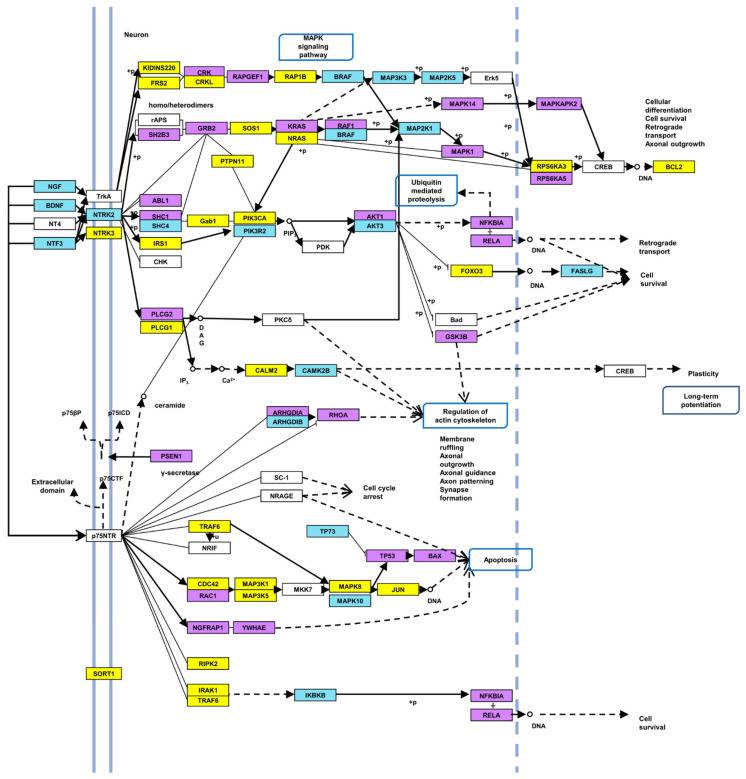 Neuron
MAPK
signaling
pathway
KIDINS220
FRS2
+p
CRK
CRKL
RAPGEF1
RAP1B
BRAF
MAP3K3
+p
MAP2K5
+p
Erk5
homo/heterodimers
rAPS
SH2B3
+p
GRB2
SOS1
KRAS
NRAS
+p
RAF1
BRAF
+p
MAP2K1
+p
MAPK14
+p
MAPKAPK2
+p
MAPK1
RPS6KA3
RPS6KA5
CREB
DNA
BCL2
Cellular
differentiation
Cell survival
Retrograde
transport
Axonal outgrowth
PTPN11
NGF
BDNF
NT4
NTF3
TrkA
NTRK2
NTRK3
ABL1
SHC1
SHC4
+p
IRS1
CHK
Gab1
PIK3CA
PIK3R2
PIP
PDK
AKT1
AKT3
Ubiquitin
mediated
proteolysis
+p
NFKBIA
+
RELA
DNA
Retrograde
transport
+p
FOXO3
DNA
FASLG
Cell
survival
+p
Bad
+p
GSK3B
PLCG2
PLCG1
D
A
G
PKCδ
IP3
Ca2+
CALM2
CAMK2B
CREB
Plasticity
Long-term
potentiation
ceramide
p75βP
p75ICD
PSEN1
γ-secretase
Extracellular
domain
p75CTF
ARHGDIA
ARHGDIB
RHOA
Regulation of
actin cytoskeleton
Membrane
ruffling
Axonal
outgrowth
Axonal guidance
Axon patterning
Synapse
formation
SC-1
NRAGE
Cell cycle
arrest
p75NTR
TRAF6
+u
NRIF
TP73
TP53
BAX
Apoptosis
CDC42
RAC1
MAP3K1
MAP3K5
MKK7
MAPK8
MAPK10
JUN
DNA
NGFRAP1
YWHAE
RIPK2
SORT1
IRAK1
TRAF6
IKBKB
+p
NFKBIA
+
RELA
DNA
Cell
survival